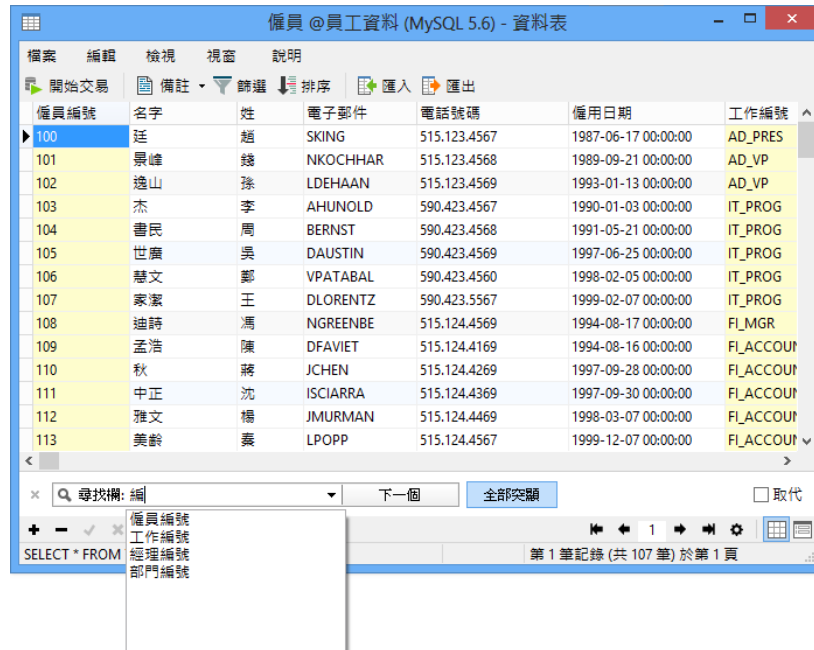 僱員 @員工資料 (MySQL 5.6) - 資料表
檔案 編輯 檢視 視窗 說明
開始交易 備註 篩選 排序 匯入 匯出
僱員編號 名字 姓 電子郵件 電話號碼 僱用日期 工作編號
100 廷 趙 SKING 515.123.4567 1987-06-17 00:00:00 AD_PRES
101 景峰 錢 NKOCHHAR 515.123.4568 1989-09-21 00:00:00 AD_VP
102 逸山 孫 LDEHAAN 515.123.4569 1993-01-13 00:00:00 AD_VP
103 杰 李 AHUNOLD 590.423.4567 1990-01-03 00:00:00 IT_PROG
104 書民 周 BERNST 590.423.4568 1991-05-21 00:00:00 IT_PROG
105 世廣 吳 DAUSTIN 590.423.4569 1997-06-25 00:00:00 IT_PROG
106 慧文 鄭 VPATABAL 590.423.4560 1998-02-05 00:00:00 IT_PROG
107 家潔 王 DLORENTZ 590.423.5567 1999-02-07 00:00:00 IT_PROG
108 迪詩 馮 NGREENBE 515.124.4569 1994-08-17 00:00:00 FI_MGR
109 孟浩 陳 DFAVIET 515.124.4169 1994-08-16 00:00:00 FI_ACCOUN
110 秋 蔣 JCHEN 515.124.4269 1997-09-28 00:00:00 FI_ACCOUN
111 中正 沈 ISCIARRA 515.124.4369 1997-09-30 00:00:00 FI_ACCOUN
112 雅文 楊 JMURMAN 515.124.4469 1998-03-07 00:00:00 FI_ACCOUN
113 美齡 秦 LPOPP 515.124.4567 1999-12-07 00:00:00 FI_ACCOUN
尋找欄: 編 下一個 全部突顯 取代
僱員編號
工作編號
經理編號
部門編號
1
SELECT * FROM 第 1 筆記錄 (共 107 筆) 於第 1 頁